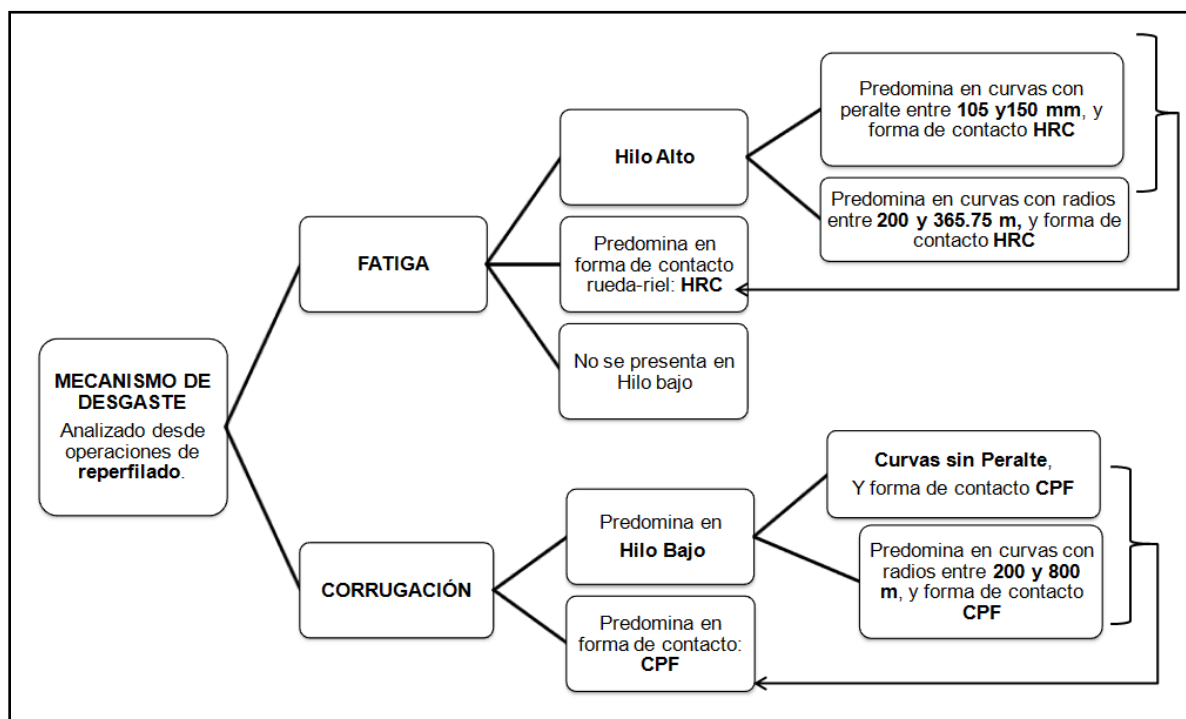 MECANISMO DE
DESGASTE
Analizado desde
operaciones de
reperfilado.
FATIGA
Hilo Alto
Predomina en curvas con
peralte entre 105 y150 mm, y
forma de contacto HRC
Predomina en curvas con radios
entre 200 y 365.75 m, y forma de
contacto HRC
Predomina en
forma de contacto
rueda-riel: HRC
No se presenta en
Hilo bajo
CORRUGACIÓN
Predomina en
Hilo Bajo
Curvas sin Peralte,
Y forma de contacto CPF
Predomina en curvas con
radios entre 200 y 800
m, y forma de contacto
CPF
Predomina en
forma de contacto:
CPF